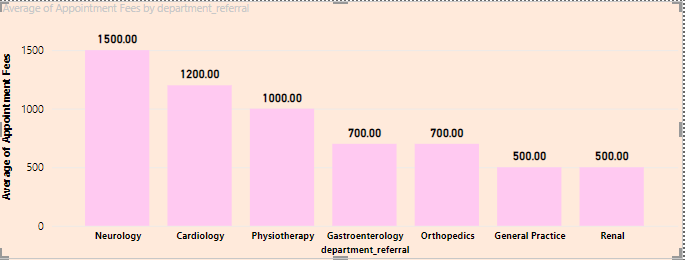 Average of Appointment Fees by department_referral
Average of Appointment Fees
1500
1000
500
0
1500.00
1200.00
1000.00
700.00
700.00
500.00
500.00
Neurology
Cardiology
Physiotherapy
Gastroenterology
Orthopedics
General Practice
Renal
department_referral